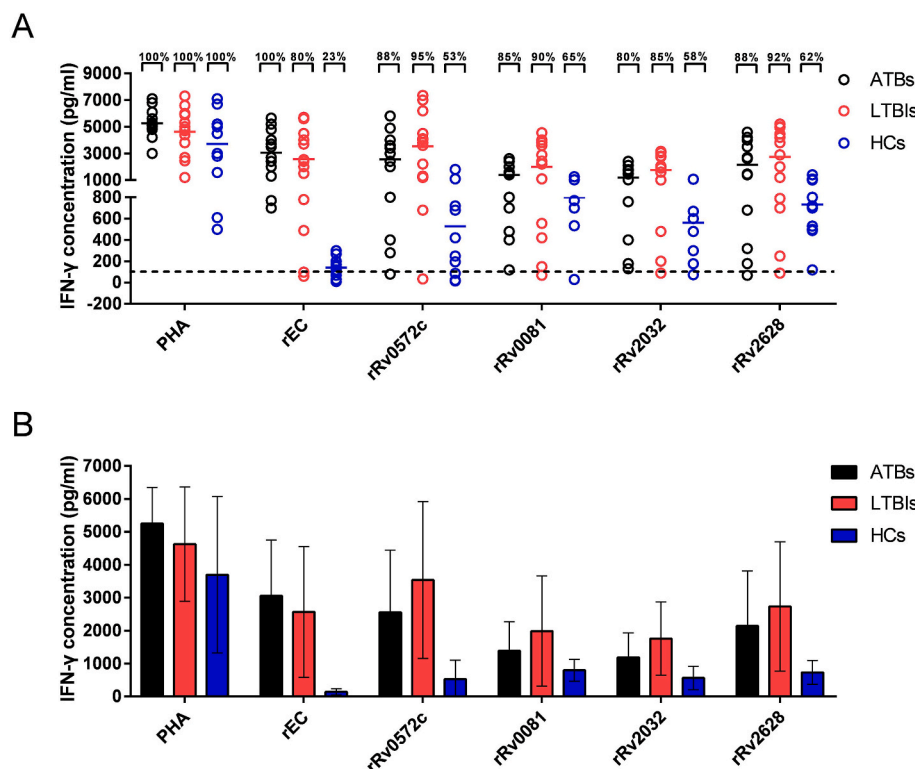 A
100% 100% 100% 100% 80% 23% 88% 95% 53% 85% 90% 65% 80% 85% 58% 88% 92% 62%
IFN-γ concentration (pg/ml)
9000
7000
5000
3000
1000
800
600
400
200
0
-200
PHA rEC rRv0572c rRv0081 rRv2032 rRv2628
ATBs
LTBIs
HCs
B
IFN-γ concentration (pg/ml)
7000
6000
5000
4000
3000
2000
1000
0
PHA rEC rRv0572c rRv0081 rRv2032 rRv2628
ATBs
LTBIs
HCs